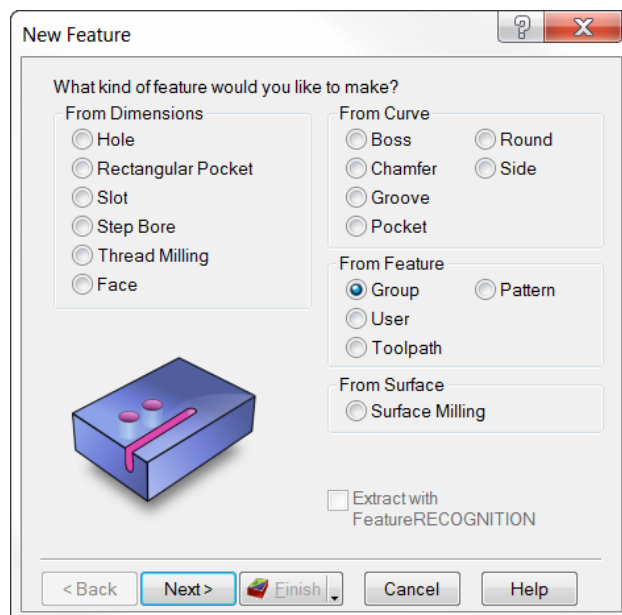 New Feature
What kind of feature would you like to make?
From Dimensions
Hole
Rectangular Pocket
Slot
Step Bore
Thread Milling
Face
From Curve
Boss
Round
Chamfer
Side
Groove
Pocket
From Feature
Group
Pattern
User
Toolpath
From Surface
Surface Milling
Extract with
FeatureRECOGNITION
< Back
Next >
Finish
Cancel
Help